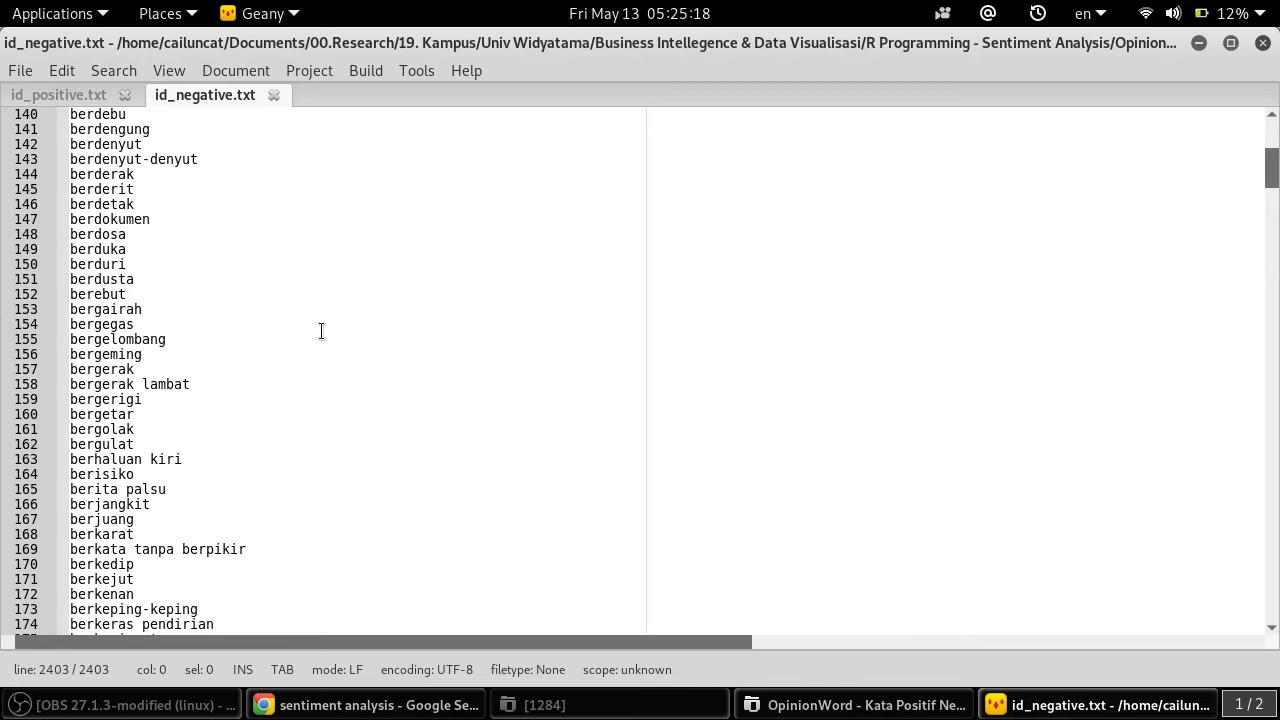 Applications Places Geany Fri May 13 05:25:18 en 12%
id_negative.txt - /home/cailuncat/Documents/00.Research/19. Kampus/Univ Widyatama/Business Intellegence & Data Visualisasi/R Programming - Sentiment Analysis/Opinion...
File Edit Search View Document Project Build Tools Help
id_positive.txt id_negative.txt
140 berdebu
141 berdengung
142 berdenyut
143 berdenyut-denyut
144 berderak
145 berderit
146 berdetak
147 berdokumen
148 berdosa
149 berduka
150 berduri
151 berdusta
152 berebut
153 bergairah
154 bergegas
155 bergelombang
156 bergeming
157 bergerak
158 bergerak lambat
159 bergerigi
160 bergetar
161 bergolak
162 bergulat
163 berhaluan kiri
164 berisiko
165 berita palsu
166 berjangkit
167 berjuang
168 berkarat
169 berkata tanpa berpikir
170 berkedip
171 berkejut
172 berkenan
173 berkeping-keping
174 berkeras pendirian
line: 2403 / 2403 col: 0 sel: 0 INS TAB mode: LF encoding: UTF-8 filetype: None scope: unknown
[OBS 27.1.3-modified (linux) - ... sentiment analysis - Google Se... [1284] OpinionWord - Kata Positif Ne... id_negative.txt - /home/cailun... 1 / 2